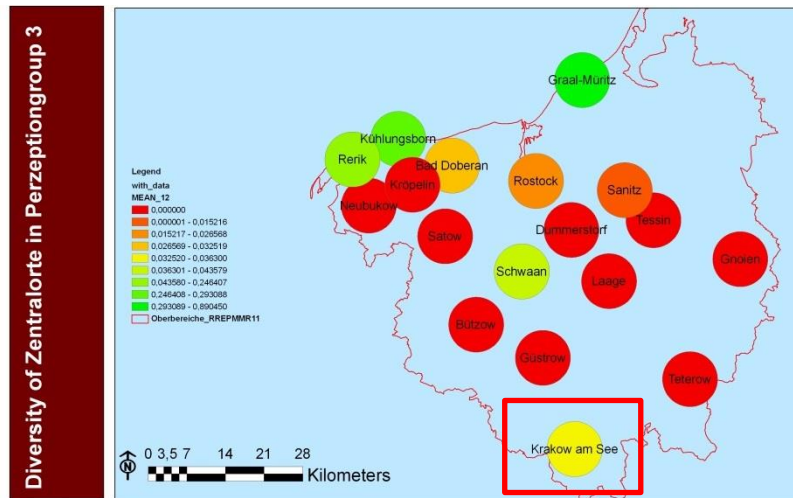 Diversity of Zentralorte in Perzeptiongroup 3
Graal-Müritz
Kühlungsborn
Rerik
Bad Doberan
Kröpelin
Rostock
Sanitz
Neubukow
Tessin
Satow
Dummerstorf
Gnoien
Schwaan
Laage
Bützow
Güstrow
Teterow
Krakow am See
Legend
with_data
MEAN_12
0,000000
0,000001 - 0,015216
0,015217 - 0,026568
0,026569 - 0,032519
0,032520 - 0,036300
0,036301 - 0,043579
0,043580 - 0,246407
0,246408 - 0,293088
0,293089 - 0,890450
Oberbereiche_RREPMMR11
N
0 3,5 7 14 21 28
Kilometers